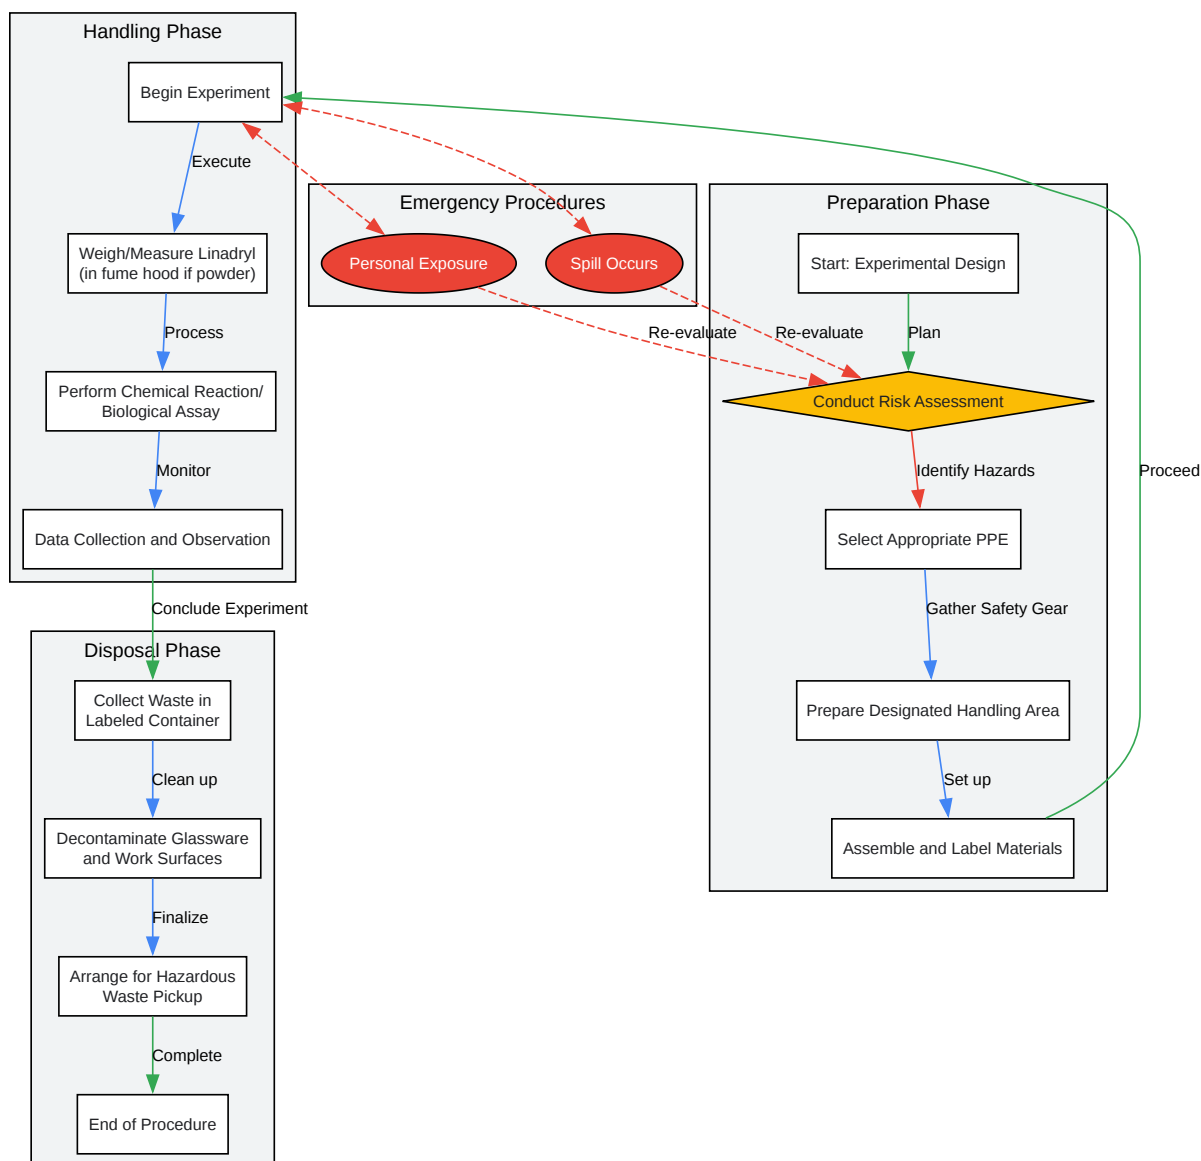 Handling Phase
Begin Experiment
Execute
Weigh/Measure Linadryl
(in fume hood if powder)
Process
Perform Chemical Reaction/
Biological Assay
Monitor
Data Collection and Observation
Conclude Experiment
Disposal Phase
Collect Waste in
Labeled Container
Clean up
Decontaminate Glassware
and Work Surfaces
Finalize
Arrange for Hazardous
Waste Pickup
Complete
End of Procedure
Emergency Procedures
Personal Exposure
Spill Occurs
Re-evaluate
Re-evaluate
Preparation Phase
Start: Experimental Design
Plan
Conduct Risk Assessment
Identify Hazards
Select Appropriate PPE
Gather Safety Gear
Prepare Designated Handling Area
Set up
Assemble and Label Materials
Proceed